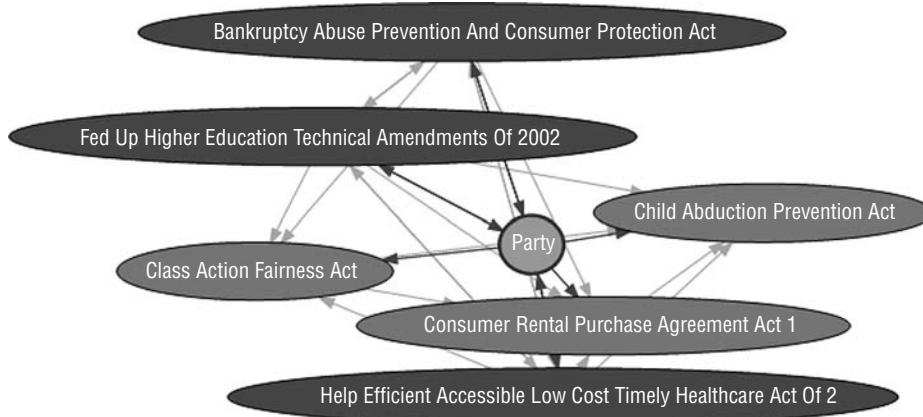 Bankruptcy Abuse Prevention And Consumer Protection Act
Fed Up Higher Education Technical Amendments Of 2002
Child Abduction Prevention Act
Party
Class Action Fairness Act
Consumer Rental Purchase Agreement Act 1
Help Efficient Accessible Low Cost Timely Healthcare Act Of 2